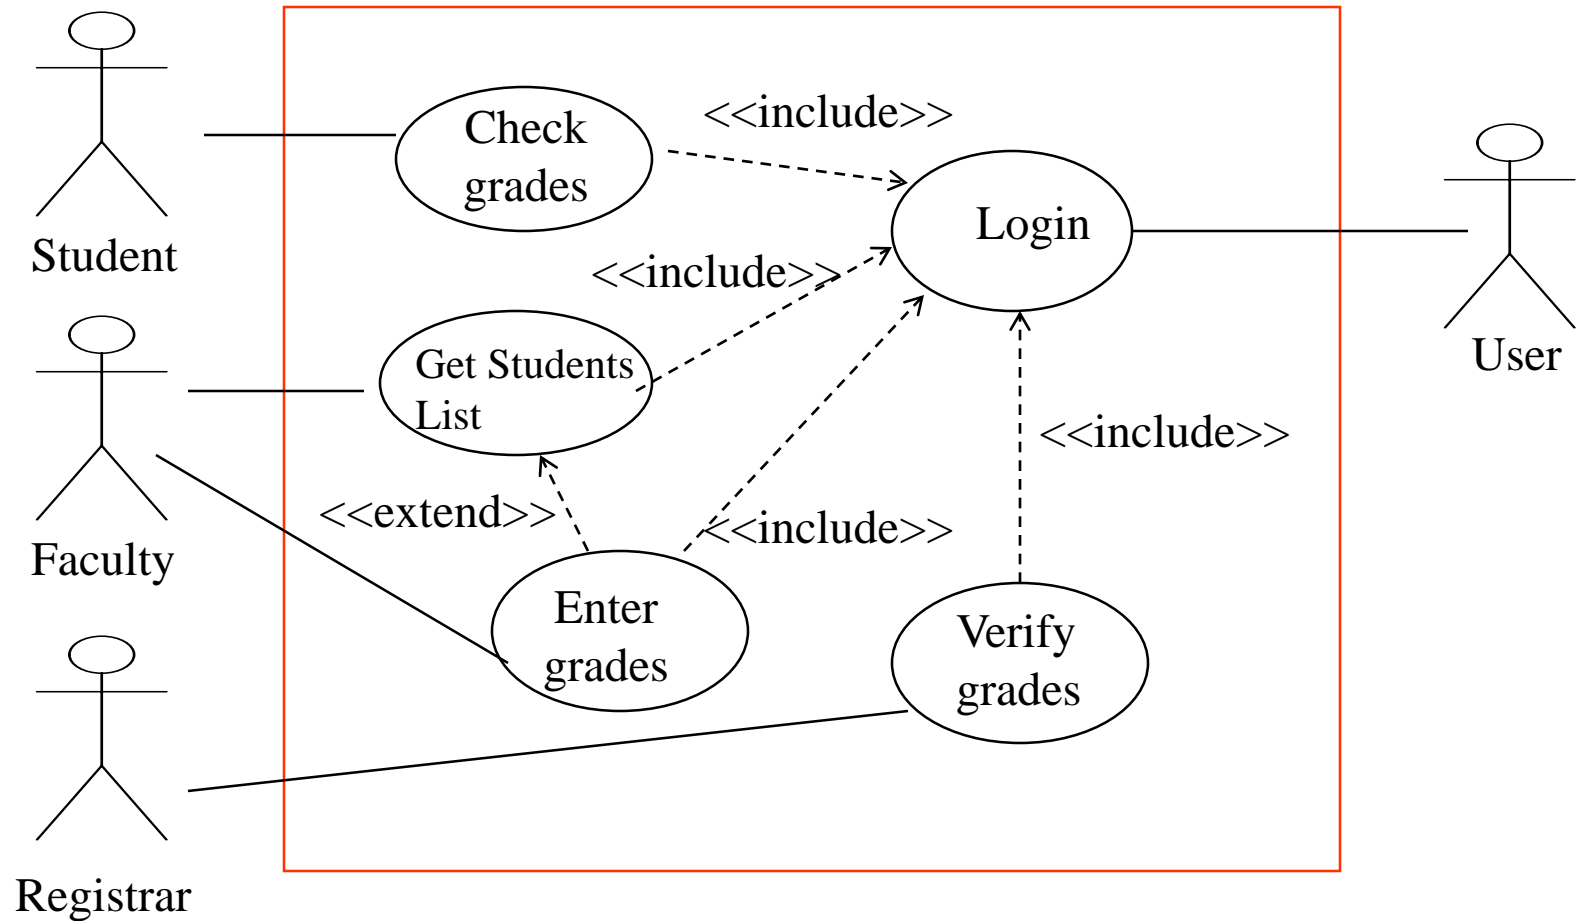 Check
grades
<<include>>
Login
Student
<<include>>
User
Get Students
List
<<include>>
<<extend>>
<<include>>
Faculty
Enter
grades
Verify
grades
Registrar